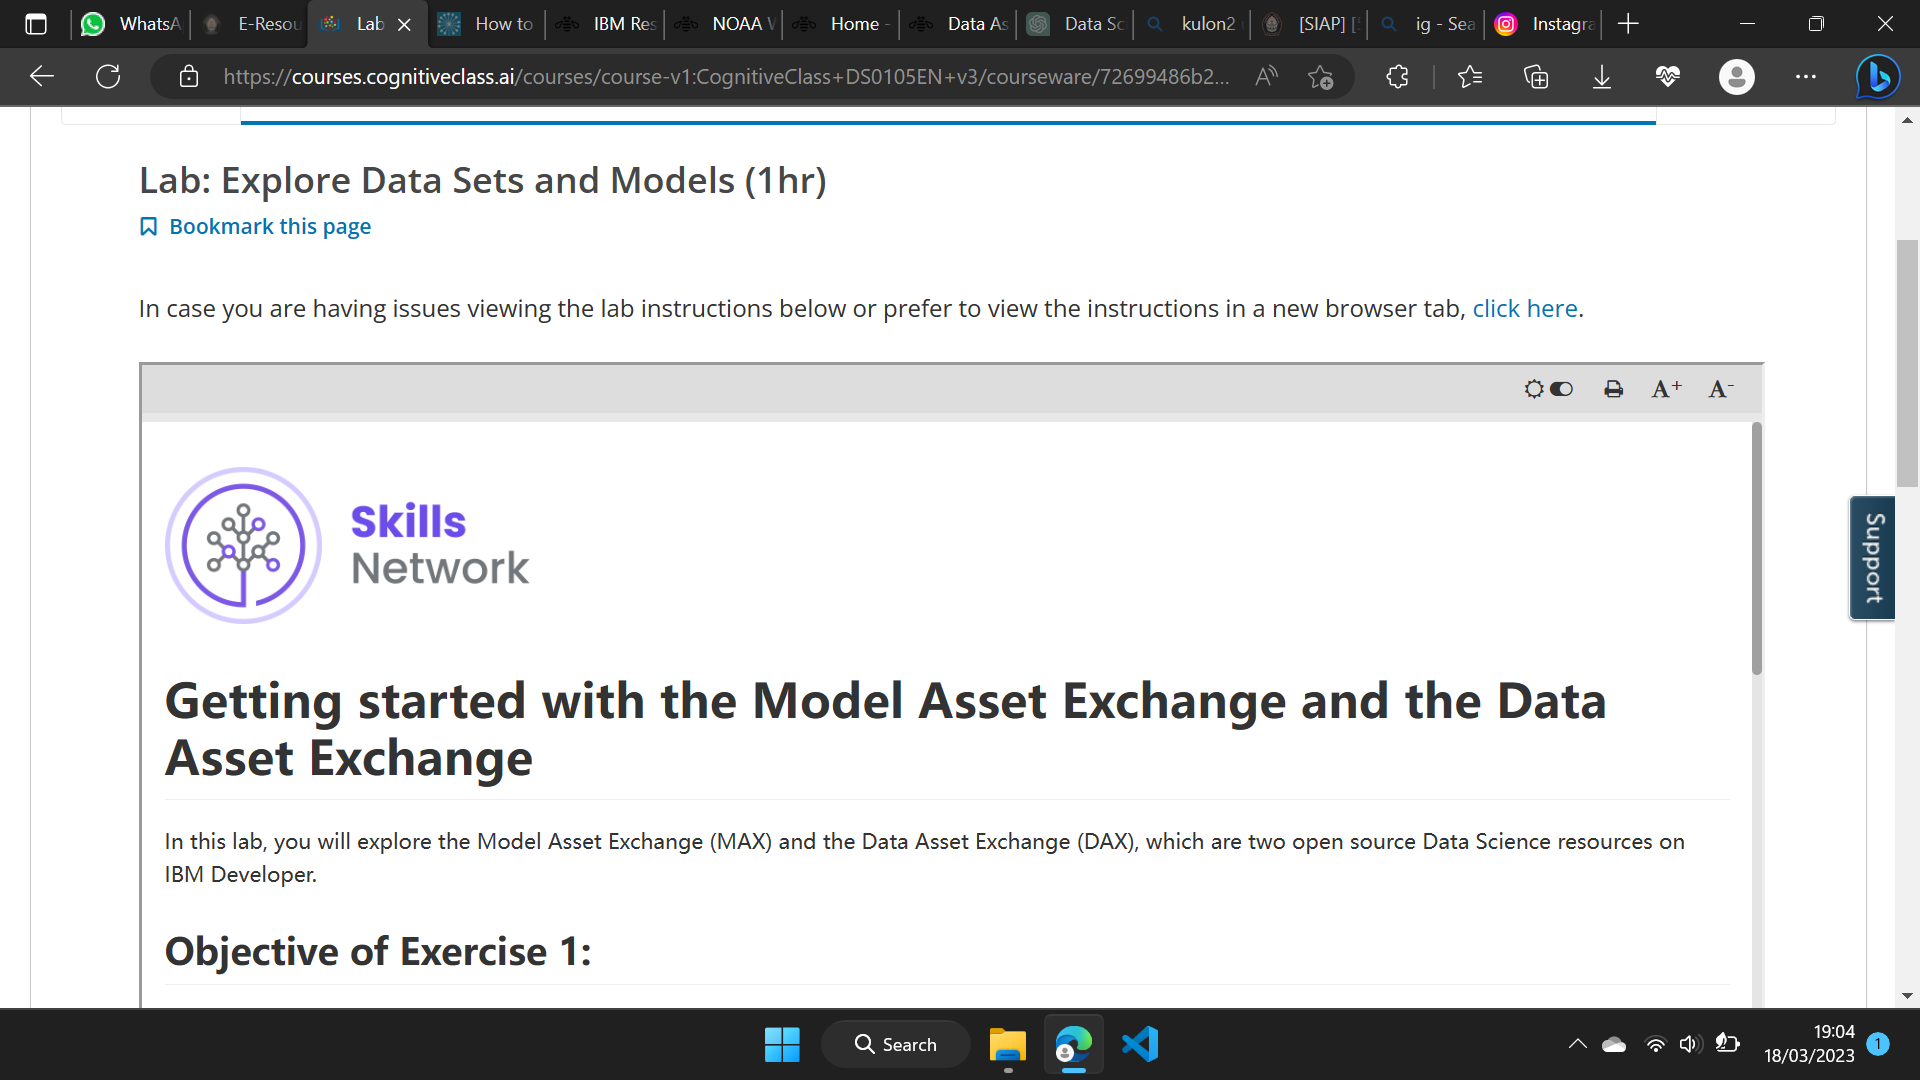 WhatsA
E-Resou
Lab
How to
IBM Res
NOAA
Home -
Data As
Data Sc
kulon2
[SIAP] [
ig - Sea
Instagra
https://courses.cognitiveclass.ai/courses/course-v1:CognitiveClass+DS0105EN+v3/courseware/72699486b2...
Lab: Explore Data Sets and Models (1hr)
Bookmark this page
In case you are having issues viewing the lab instructions below or prefer to view the instructions in a new browser tab, click here.
A+ A-
Skills
Network
Support
Getting started with the Model Asset Exchange and the Data
Asset Exchange
In this lab, you will explore the Model Asset Exchange (MAX) and the Data Asset Exchange (DAX), which are two open source Data Science resources on
IBM Developer.
Objective of Exercise 1:
Search
19:04
18/03/2023
1